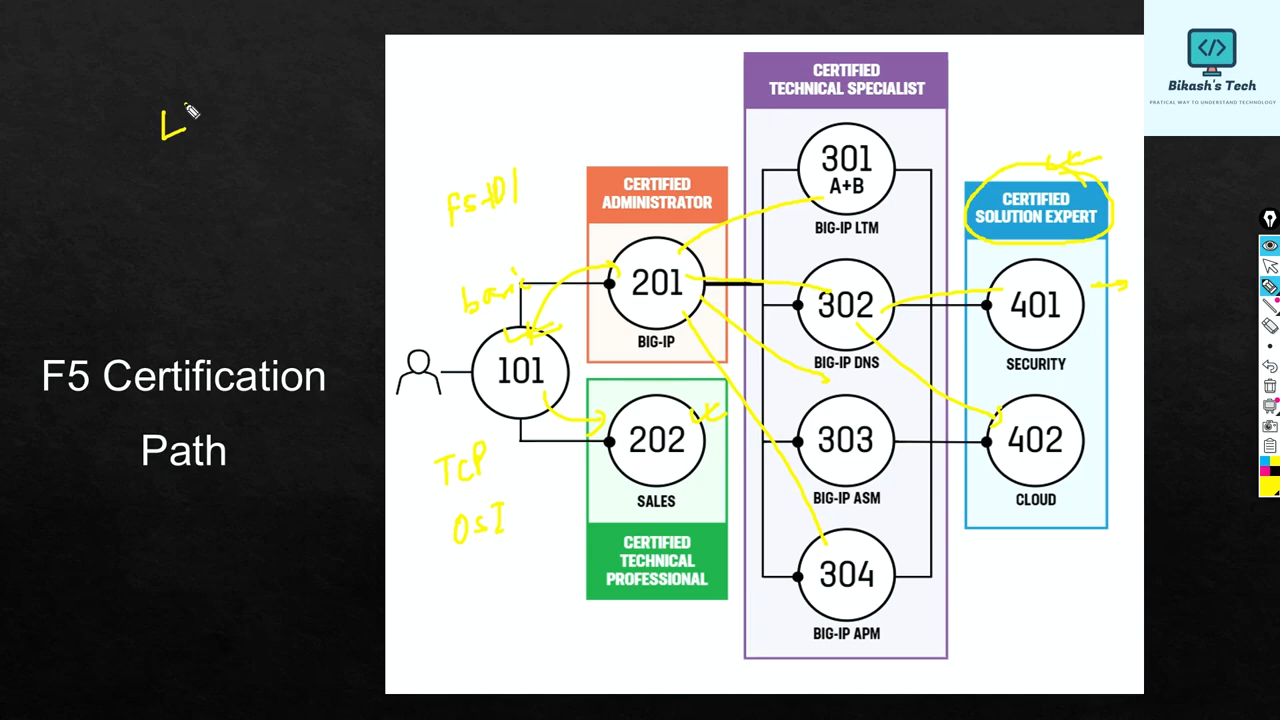 F5 Certification
Path
F5-101
basic
TCP
OSI
101
CERTIFIED
ADMINISTRATOR
201
BIG-IP
202
SALES
CERTIFIED
TECHNICAL
PROFESSIONAL
CERTIFIED
TECHNICAL SPECIALIST
301
A+B
BIG-IP LTM
302
BIG-IP DNS
303
BIG-IP ASM
304
BIG-IP APM
CERTIFIED
SOLUTION EXPERT
401
SECURITY
402
CLOUD
</>
Bikash's Tech
PRATICAL WAY TO UNDERSTAND TECHNOLOGY